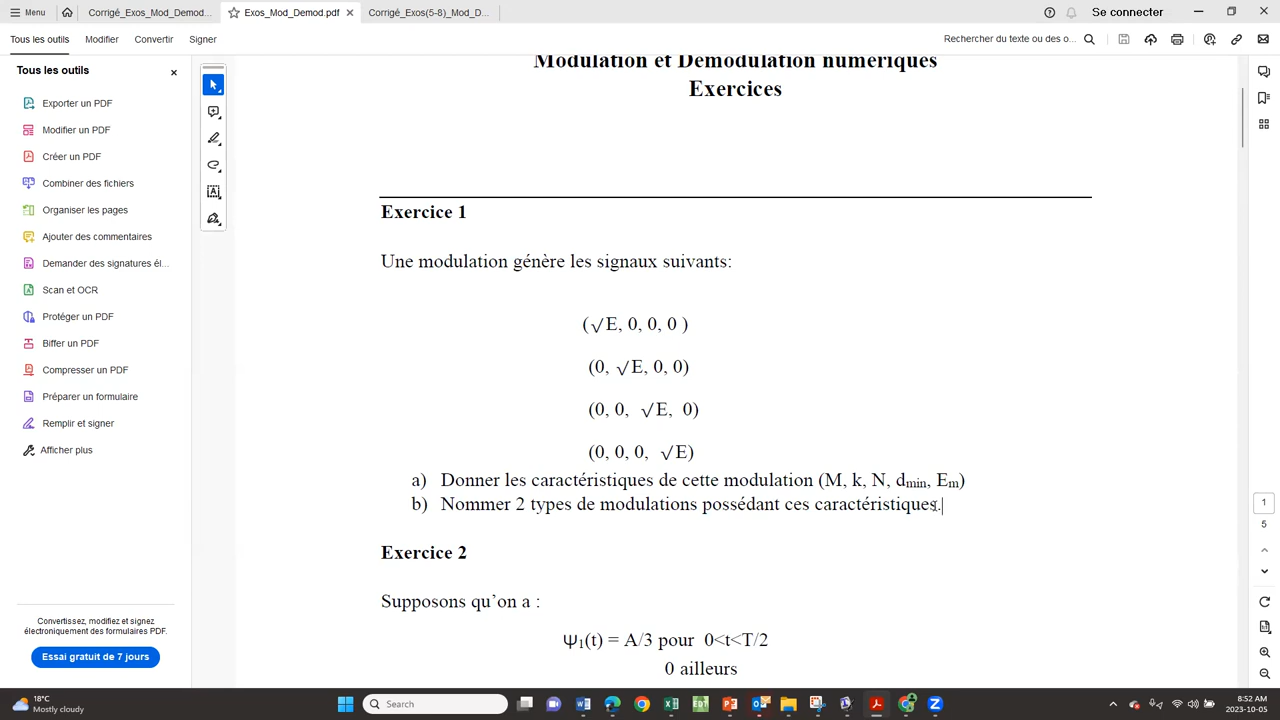 Menu
Corrigé_Exos_Mod_Demod...
Exos_Mod_Demod.pdf
Corrigé_Exos(5-8)_Mod_D...
Se connecter
Tous les outils
Modifier
Convertir
Signer
Rechercher du texte ou des o...
Tous les outils
Exporter un PDF
Modifier un PDF
Créer un PDF
Combiner des fichiers
Organiser les pages
Ajouter des commentaires
Demander des signatures él...
Scan et OCR
Protéger un PDF
Biffer un PDF
Compresser un PDF
Préparer un formulaire
Remplir et signer
Afficher plus
Convertissez, modifiez et signez
électroniquement des formulaires PDF.
Essai gratuit de 7 jours
Modulation et Démodulation numériques
Exercices
Exercice 1
Une modulation génère les signaux suivants:
(√E, 0, 0, 0 )
(0, √E, 0, 0)
(0, 0, √E, 0)
(0, 0, 0, √E)
a) Donner les caractéristiques de cette modulation (M, k, N, dmin, Em)
b) Nommer 2 types de modulations possédant ces caractéristiques.
Exercice 2
Supposons qu'on a :
Ψ1(t) = A/3 pour 0<t<T/2
0 ailleurs
1
5
18°C
Mostly cloudy
Search
8:52 AM
2023-10-05